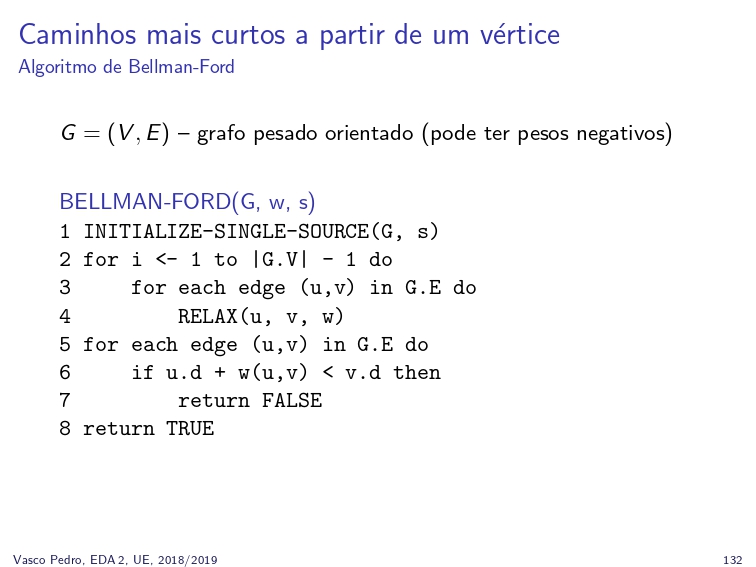 Caminhos mais curtos a partir de um vértice
Algoritmo de Bellman-Ford
G = (V, E) – grafo pesado orientado (pode ter pesos negativos)
BELLMAN-FORD(G, w, s)
1 INITIALIZE-SINGLE-SOURCE(G, s)
2 for i <- 1 to |G.V| - 1 do
3     for each edge (u,v) in G.E do
4         RELAX(u, v, w)
5 for each edge (u,v) in G.E do
6     if u.d + w(u,v) < v.d then
7         return FALSE
8 return TRUE
Vasco Pedro, EDA 2, UE, 2018/2019
132